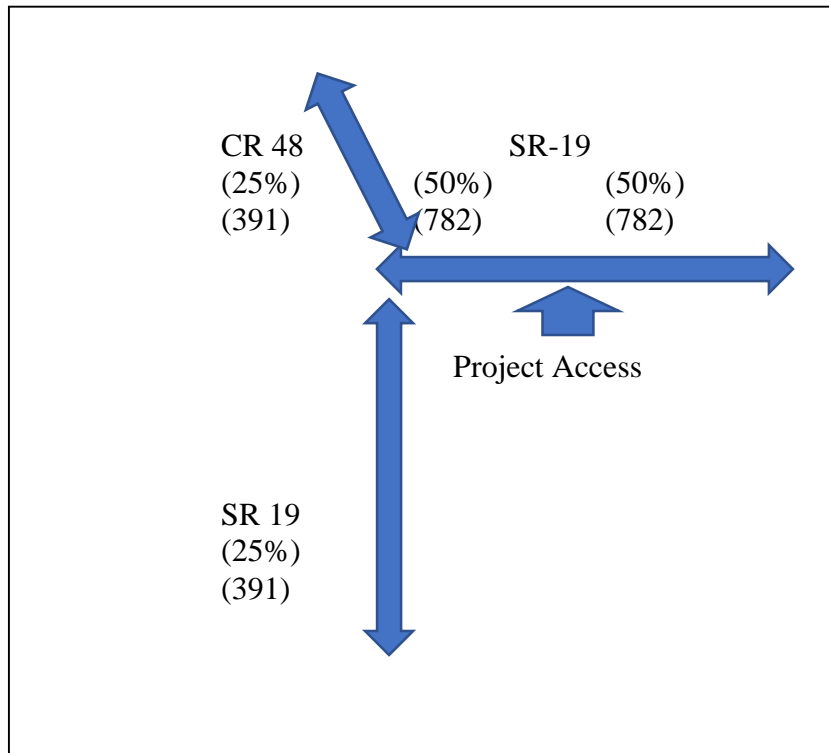 CR 48
(25%)
(391)
SR-19
(50%) (50%)
(782) (782)
Project Access
SR 19
(25%)
(391)